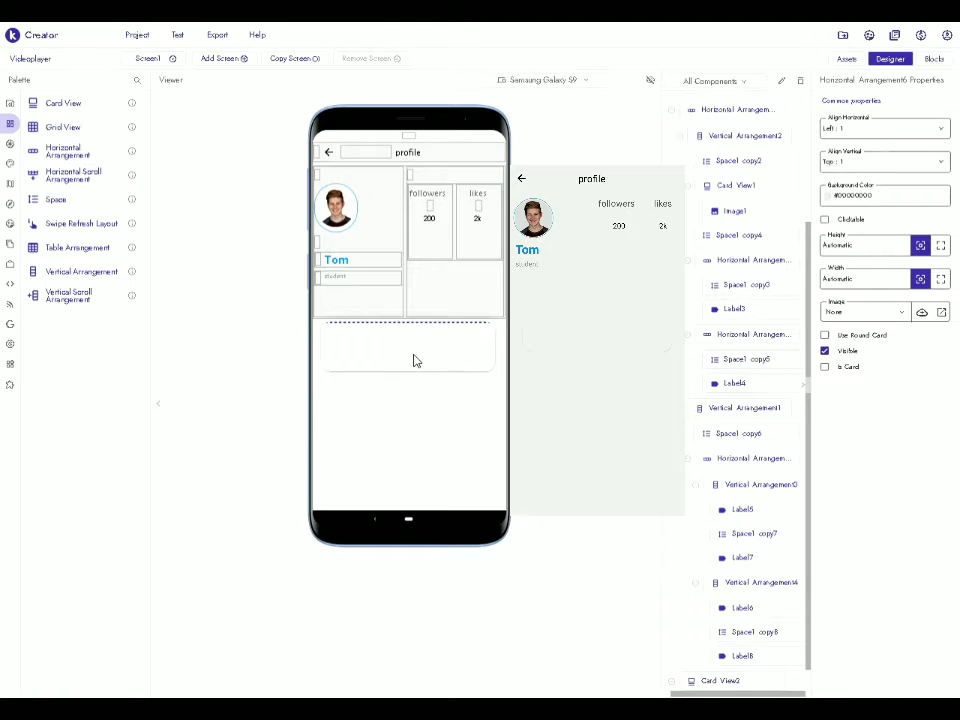 Creator
Project
Test
Export
Help
Videoplayer
Screen1
Add Screen
Copy Screen
Remove Screen
Assets
Designer
Blocks
Palette
Viewer
Samsung Galaxy S9
All Components
Horizontal Arrangement6 Properties
Card View
Grid View
Horizontal
Arrangement
Horizontal Scroll
Arrangement
Space
Swipe Refresh Layout
Table Arrangement
Vertical Arrangement
Vertical Scroll
Arrangement
profile
followers
likes
200
2k
Tom
student
profile
followers
likes
200
2k
Tom
student
Horizontal Arrangem...
Vertical Arrangement2
Space1 copy2
Card View1
Image1
Space1 copy4
Horizontal Arrangem...
Space1 copy3
Label3
Horizontal Arrangem...
Space1 copy5
Label4
Vertical Arrangement1
Space1 copy6
Horizontal Arrangem...
Vertical Arrangement3
Label5
Space1 copy7
Label7
Vertical Arrangement4
Label6
Space1 copy8
Label8
Card View2
Common properties
Align Horizontal
Left : 1
Align Vertical
Top : 1
Background Color
#00000000
Clickable
Height
Automatic
Width
Automatic
Image
None
Use Round Card
Visible
Is Card